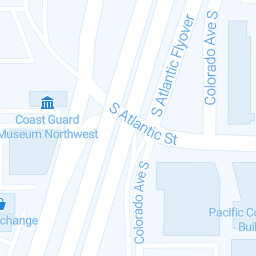 S Atlantic Flyover
Colorado Ave S
Coast Guard
Museum Northwest
S Atlantic St
Colorado Ave S
Pacific Co
Buil
change